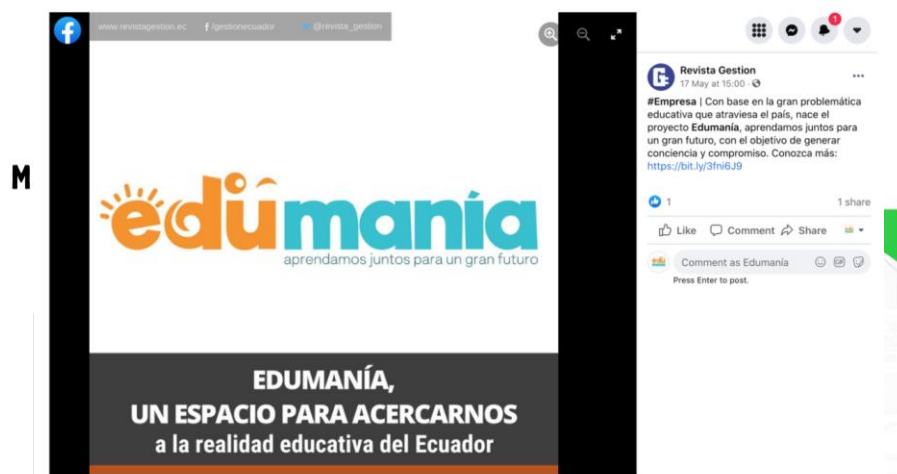 www.revistagestion.ec f /gestionecuador @revista_gestion
M
edumanía
aprendamos juntos para un gran futuro
EDUMANÍA,
UN ESPACIO PARA ACERCARNOS
a la realidad educativa del Ecuador
1
Revista Gestion
17 May at 15:00
#Empresa | Con base en la gran problemática
educativa que atraviesa el país, nace el
proyecto Edumanía, aprendamos juntos para
un gran futuro, con el objetivo de generar
conciencia y compromiso. Conozca más:
https://bit.ly/3fni6J9
1 1 share
Like Comment Share
Comment as Edumanía GIF
Press Enter to post.